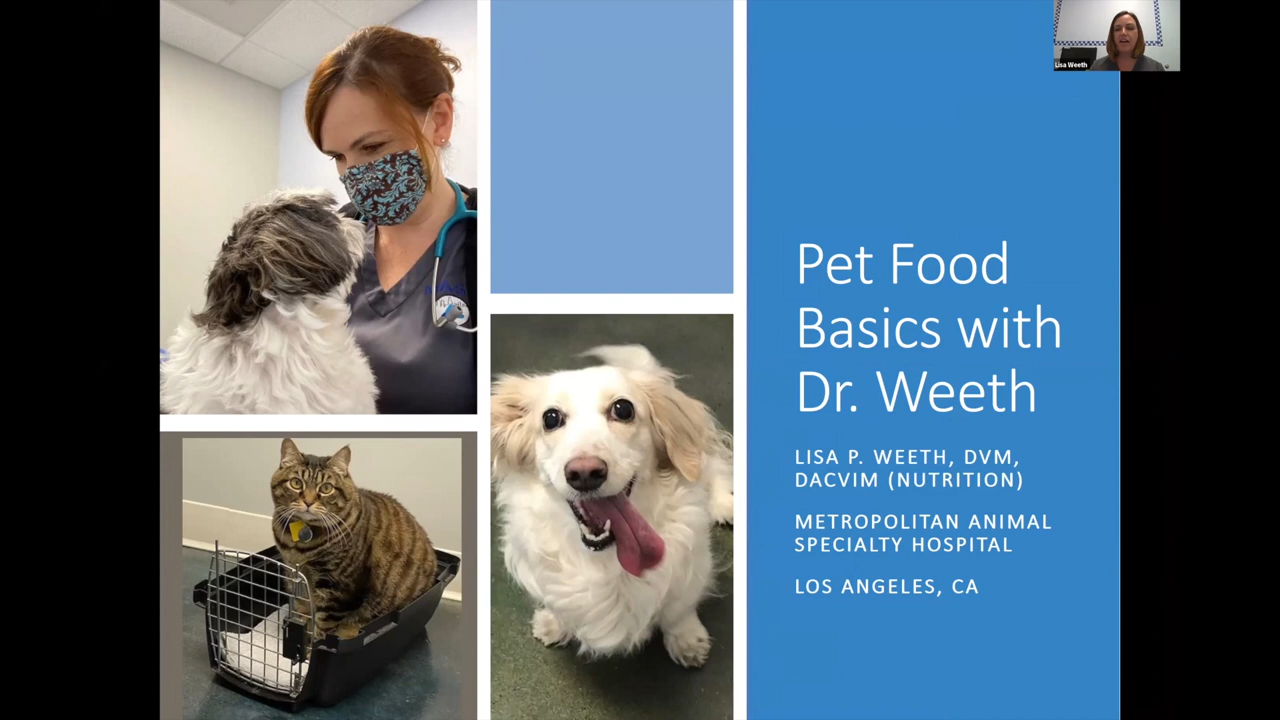 Lisa Weeth
Pet Food
Basics with
Dr. Weeth
LISA P. WEETH, DVM,
DACVIM (NUTRITION)
METROPOLITAN ANIMAL
SPECIALTY HOSPITAL
LOS ANGELES, CA